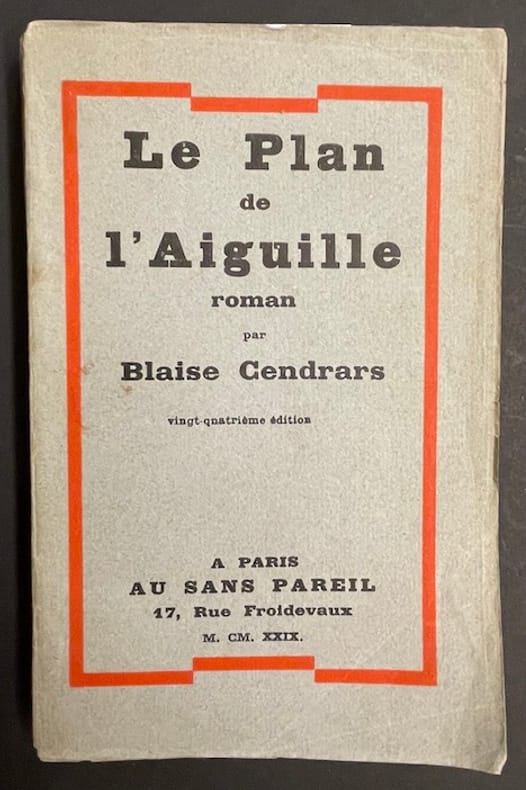 Le Plan
de
l'Aiguille
roman
par
Blaise Cendrars
vingt-quatrième édition
A PARIS
AU SANS PAREIL
17, Rue Froidevaux
M. CM. XXIX.